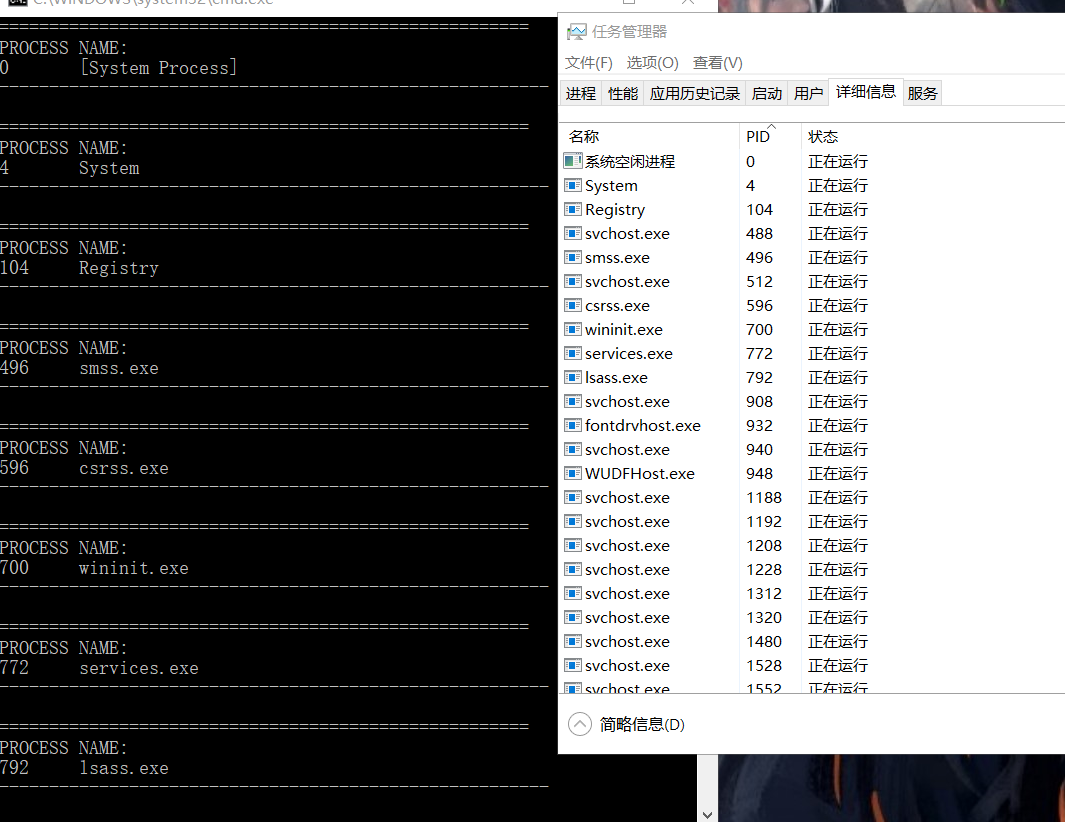 C:\WINDOWS\system32\cmd.exe
=====================================================
PROCESS NAME:
0       [System Process]
-------------------------------------------------------
=====================================================
PROCESS NAME:
4       System
-------------------------------------------------------
=====================================================
PROCESS NAME:
104     Registry
-------------------------------------------------------
=====================================================
PROCESS NAME:
496     smss.exe
-------------------------------------------------------
=====================================================
PROCESS NAME:
596     csrss.exe
-------------------------------------------------------
=====================================================
PROCESS NAME:
700     wininit.exe
-------------------------------------------------------
=====================================================
PROCESS NAME:
772     services.exe
-------------------------------------------------------
=====================================================
PROCESS NAME:
792     lsass.exe
-------------------------------------------------------
任务管理器
文件(F) 选项(O) 查看(V)
进程 性能 应用历史记录 启动 用户 详细信息 服务
名称 PID 状态
系统空闲进程 0 正在运行
System 4 正在运行
Registry 104 正在运行
svchost.exe 488 正在运行
smss.exe 496 正在运行
svchost.exe 512 正在运行
csrss.exe 596 正在运行
wininit.exe 700 正在运行
services.exe 772 正在运行
lsass.exe 792 正在运行
svchost.exe 908 正在运行
fontdrvhost.exe 932 正在运行
svchost.exe 940 正在运行
WUDFHost.exe 948 正在运行
svchost.exe 1188 正在运行
svchost.exe 1192 正在运行
svchost.exe 1208 正在运行
svchost.exe 1228 正在运行
svchost.exe 1312 正在运行
svchost.exe 1320 正在运行
svchost.exe 1480 正在运行
svchost.exe 1528 正在运行
svchost.exe 1552 正在运行
简略信息(D)